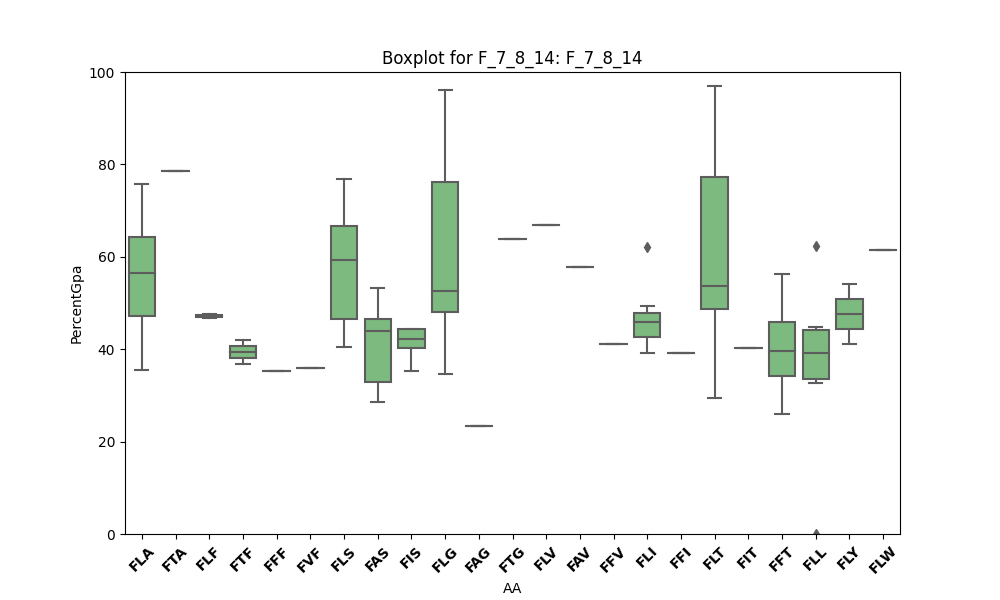 Boxplot for F_7_8_14: F_7_8_14
100
80
60
40
20
0
PercentGpa
FLA
FTA
FLF
FTF
FFF
FVF
FLS
FAS
FIS
FLG
FAG
FTG
FLV
FAV
FFV
FLI
FFI
FLT
FIT
FFT
FLL
FLY
FLW
AA